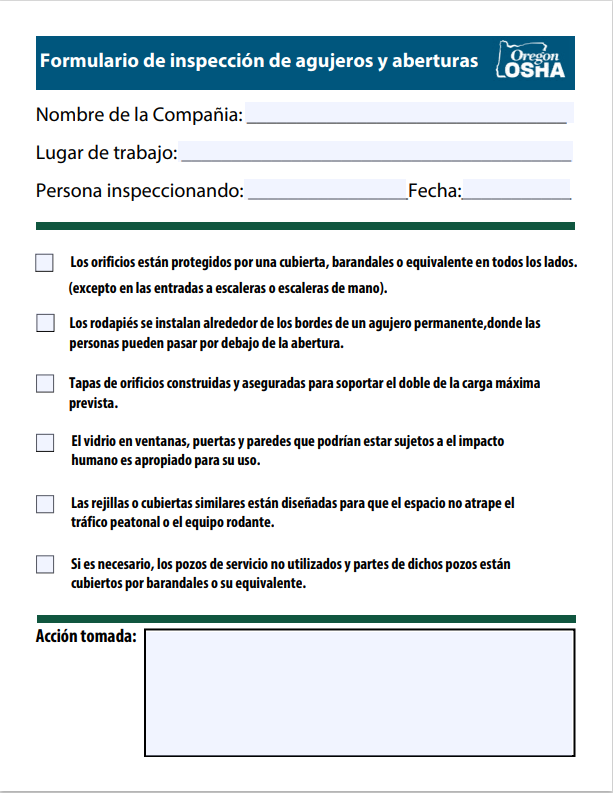 Formulario de inspección de agujeros y aberturas
Oregon
OSHA
Nombre de la Compañia:
Lugar de trabajo:
Persona inspeccionando: Fecha:
Los orificios están protegidos por una cubierta, barandales o equivalente en todos los lados.
(excepto en las entradas a escaleras o escaleras de mano).
Los rodapiés se instalan alrededor de los bordes de un agujero permanente,donde las
personas pueden pasar por debajo de la abertura.
Tapas de orificios construidas y aseguradas para soportar el doble de la carga máxima
prevista.
El vidrio en ventanas, puertas y paredes que podrían estar sujetos a el impacto
humano es apropiado para su uso.
Las rejillas o cubiertas similares están diseñadas para que el espacio no atrape el
tráfico peatonal o el equipo rodante.
Si es necesario, los pozos de servicio no utilizados y partes de dichos pozos están
cubiertos por barandales o su equivalente.
Acción tomada: